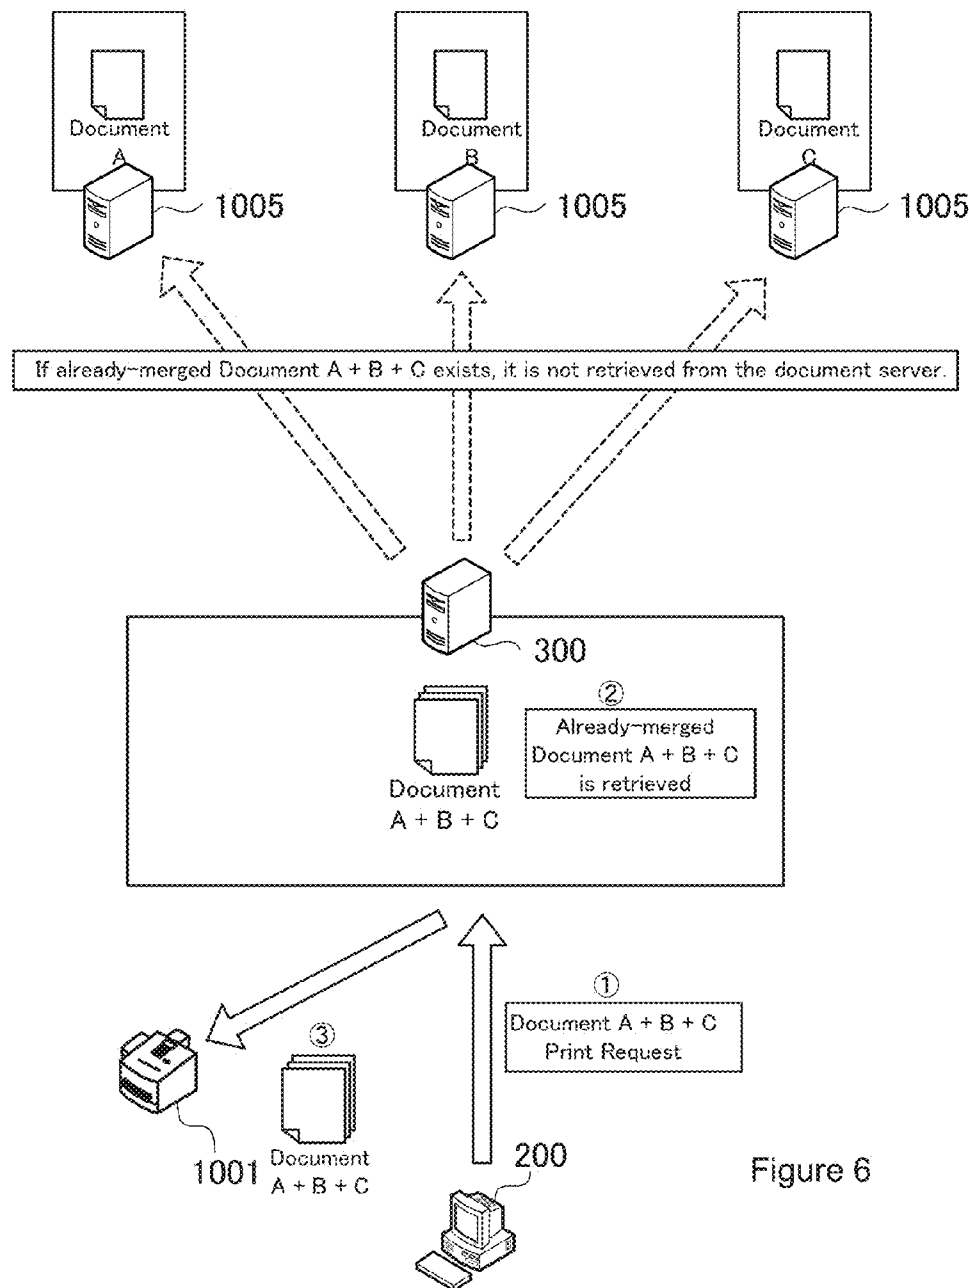 Document
A
Document
B
Document
C
1005
1005
1005
If already-merged Document A + B + C exists, it is not retrieved from the document server.
300
②
Already-merged
Document A + B + C
is retrieved
Document
A + B + C
①
Document A + B + C
Print Request
③
Document
A + B + C
1001
200
Figure 6